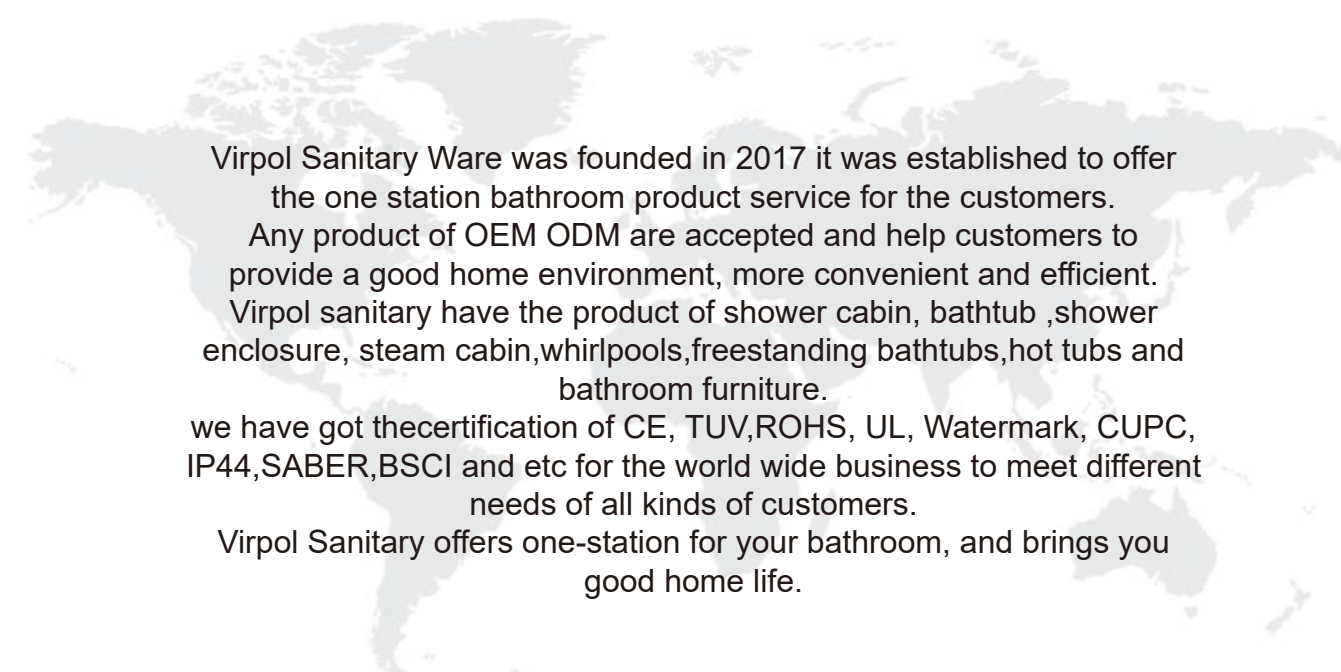 Virpol Sanitary Ware was founded in 2017 it was established to offer
the one station bathroom product service for the customers.
Any product of OEM ODM are accepted and help customers to
provide a good home environment, more convenient and efficient.
Virpol sanitary have the product of shower cabin, bathtub ,shower
enclosure, steam cabin,whirlpools,freestanding bathtubs,hot tubs and
bathroom furniture.
we have got thecertification of CE, TUV,ROHS, UL, Watermark, CUPC,
IP44,SABER,BSCI and etc for the world wide business to meet different
needs of all kinds of customers.
Virpol Sanitary offers one-station for your bathroom, and brings you
good home life.